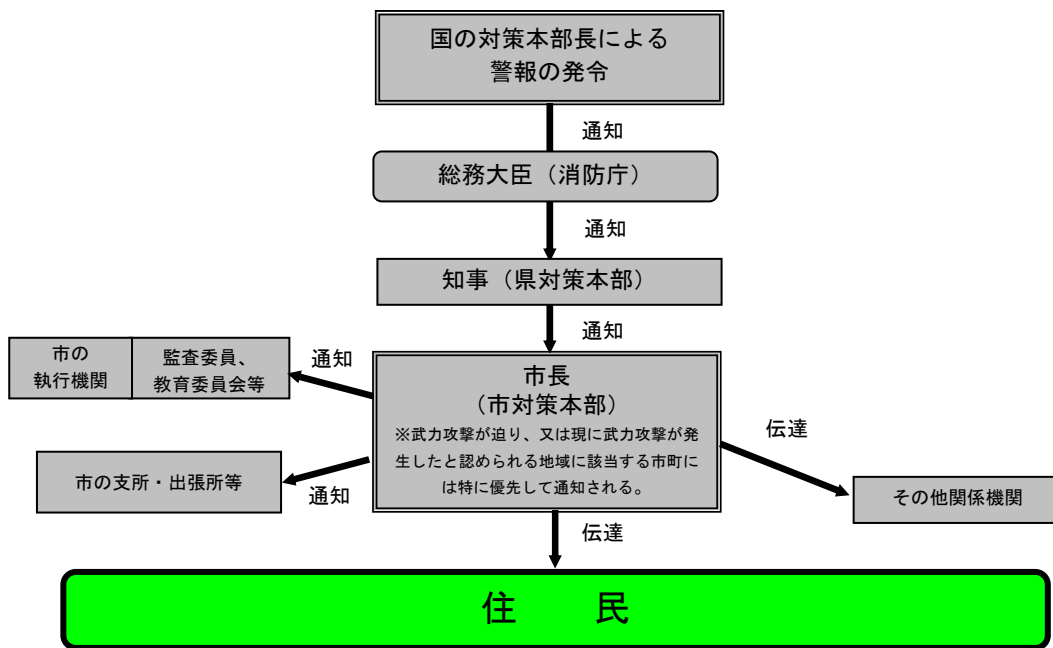 国の対策本部長による
警報の発令
通知
総務大臣（消防庁）
通知
知事（県対策本部）
通知
市の
執行機関
監査委員、
教育委員会等
通知
市長
（市対策本部）
※武力攻撃が迫り、又は現に武力攻撃が発
生したと認められる地域に該当する市町に
は特に優先して通知される。
伝達
市の支所・出張所等
通知
その他関係機関
伝達
住　　民